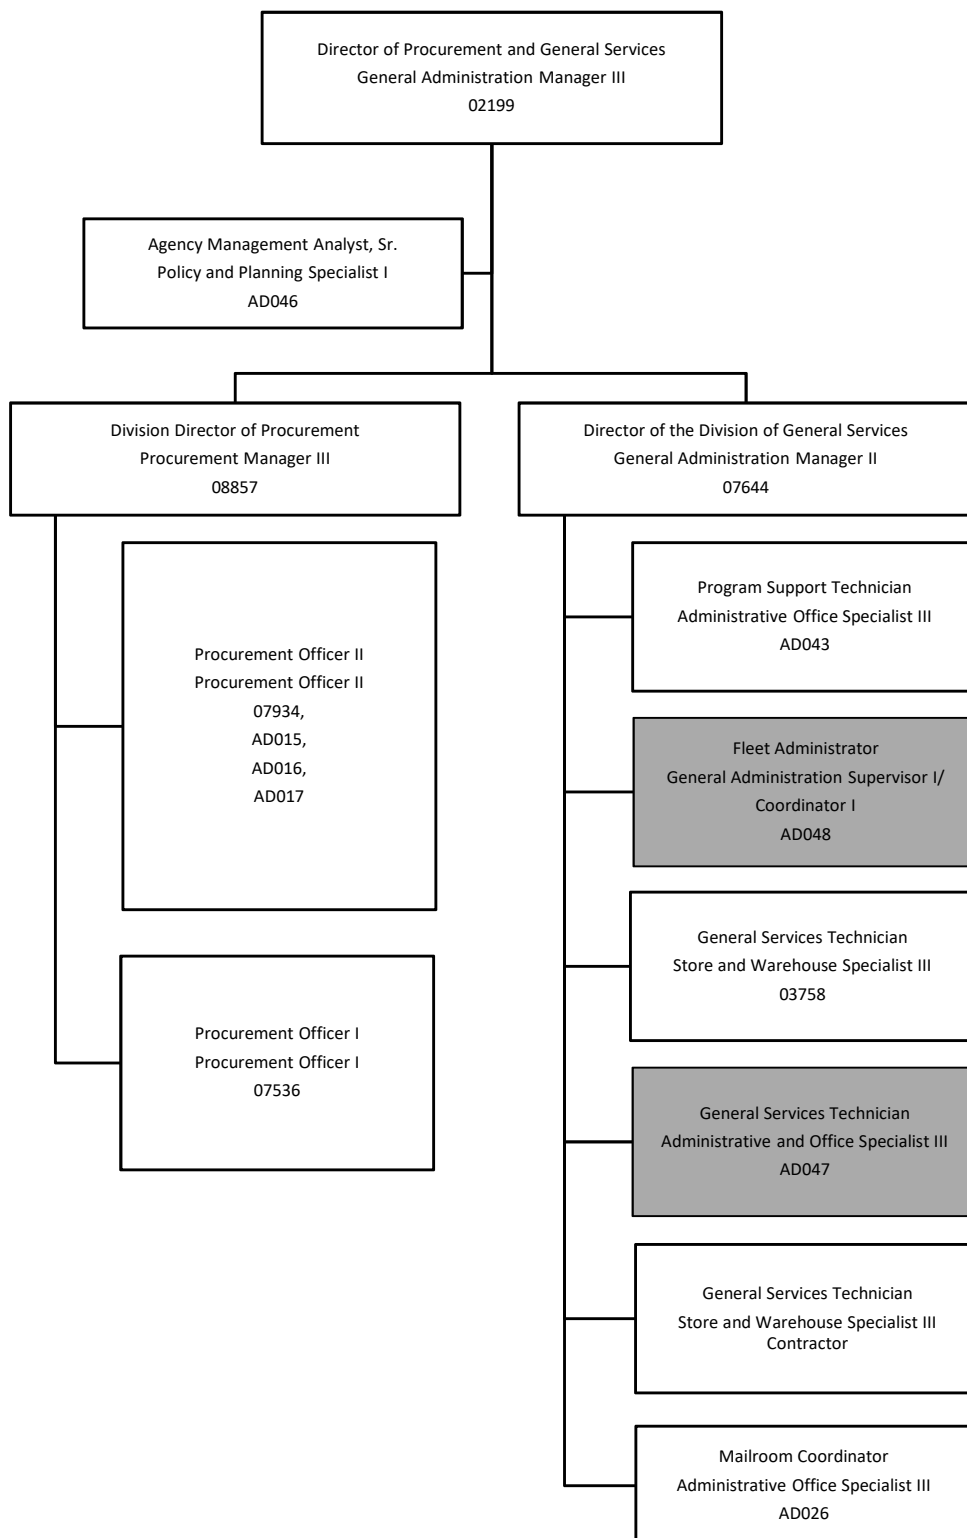 Director of Procurement and General Services
General Administration Manager III
02199
Agency Management Analyst, Sr.
Policy and Planning Specialist I
AD046
Division Director of Procurement
Procurement Manager III
08857
Director of the Division of General Services
General Administration Manager II
07644
Procurement Officer II
Procurement Officer II
07934,
AD015,
AD016,
AD017
Procurement Officer I
Procurement Officer I
07536
Program Support Technician
Administrative Office Specialist III
AD043
Fleet Administrator
General Administration Supervisor I/
Coordinator I
AD048
General Services Technician
Store and Warehouse Specialist III
03758
General Services Technician
Administrative and Office Specialist III
AD047
General Services Technician
Store and Warehouse Specialist III
Contractor
Mailroom Coordinator
Administrative Office Specialist III
AD026